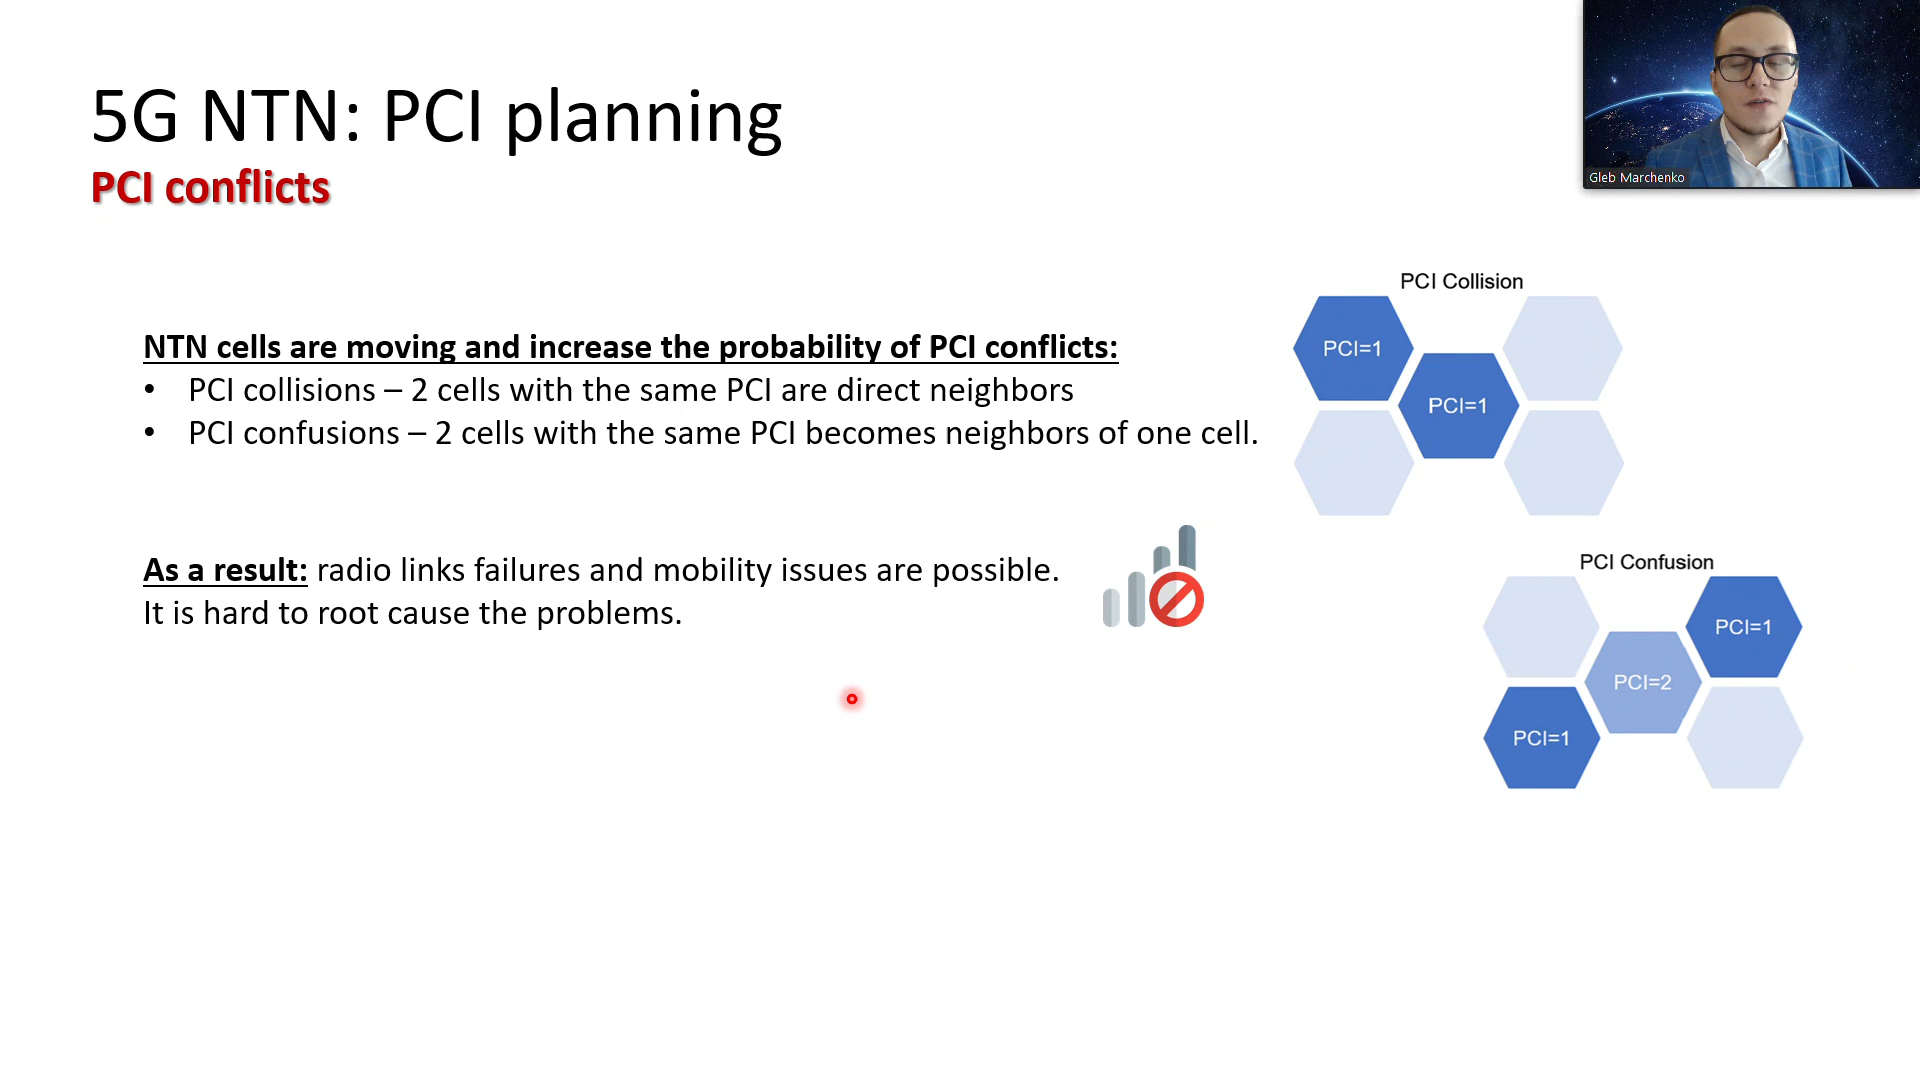 5G NTN: PCI planning
PCI conflicts
Gleb Marchenko
NTN cells are moving and increase the probability of PCI conflicts:
• PCI collisions – 2 cells with the same PCI are direct neighbors
• PCI confusions – 2 cells with the same PCI becomes neighbors of one cell.
As a result: radio links failures and mobility issues are possible.
It is hard to root cause the problems.
PCI Collision
PCI=1
PCI=1
PCI Confusion
PCI=1
PCI=2
PCI=1